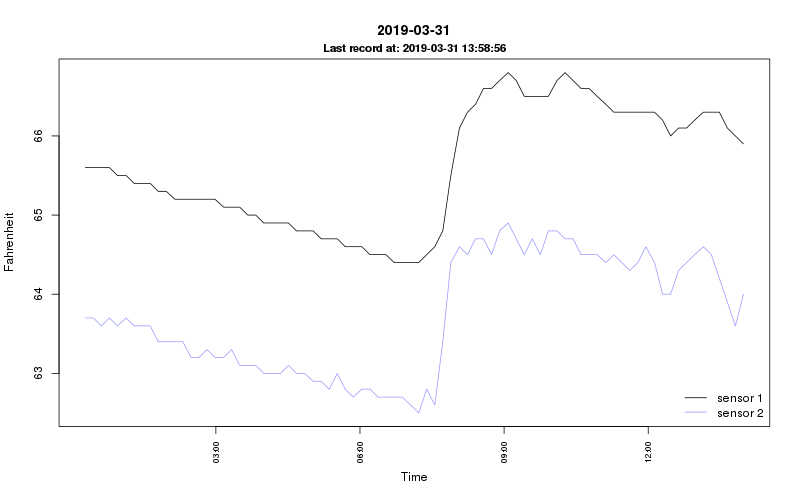 2019-03-31
Last record at: 2019-03-31 13:58:56
Fahrenheit
66
65
64
63
sensor 1
sensor 2
03:00
06:00
09:00
12:00
Time